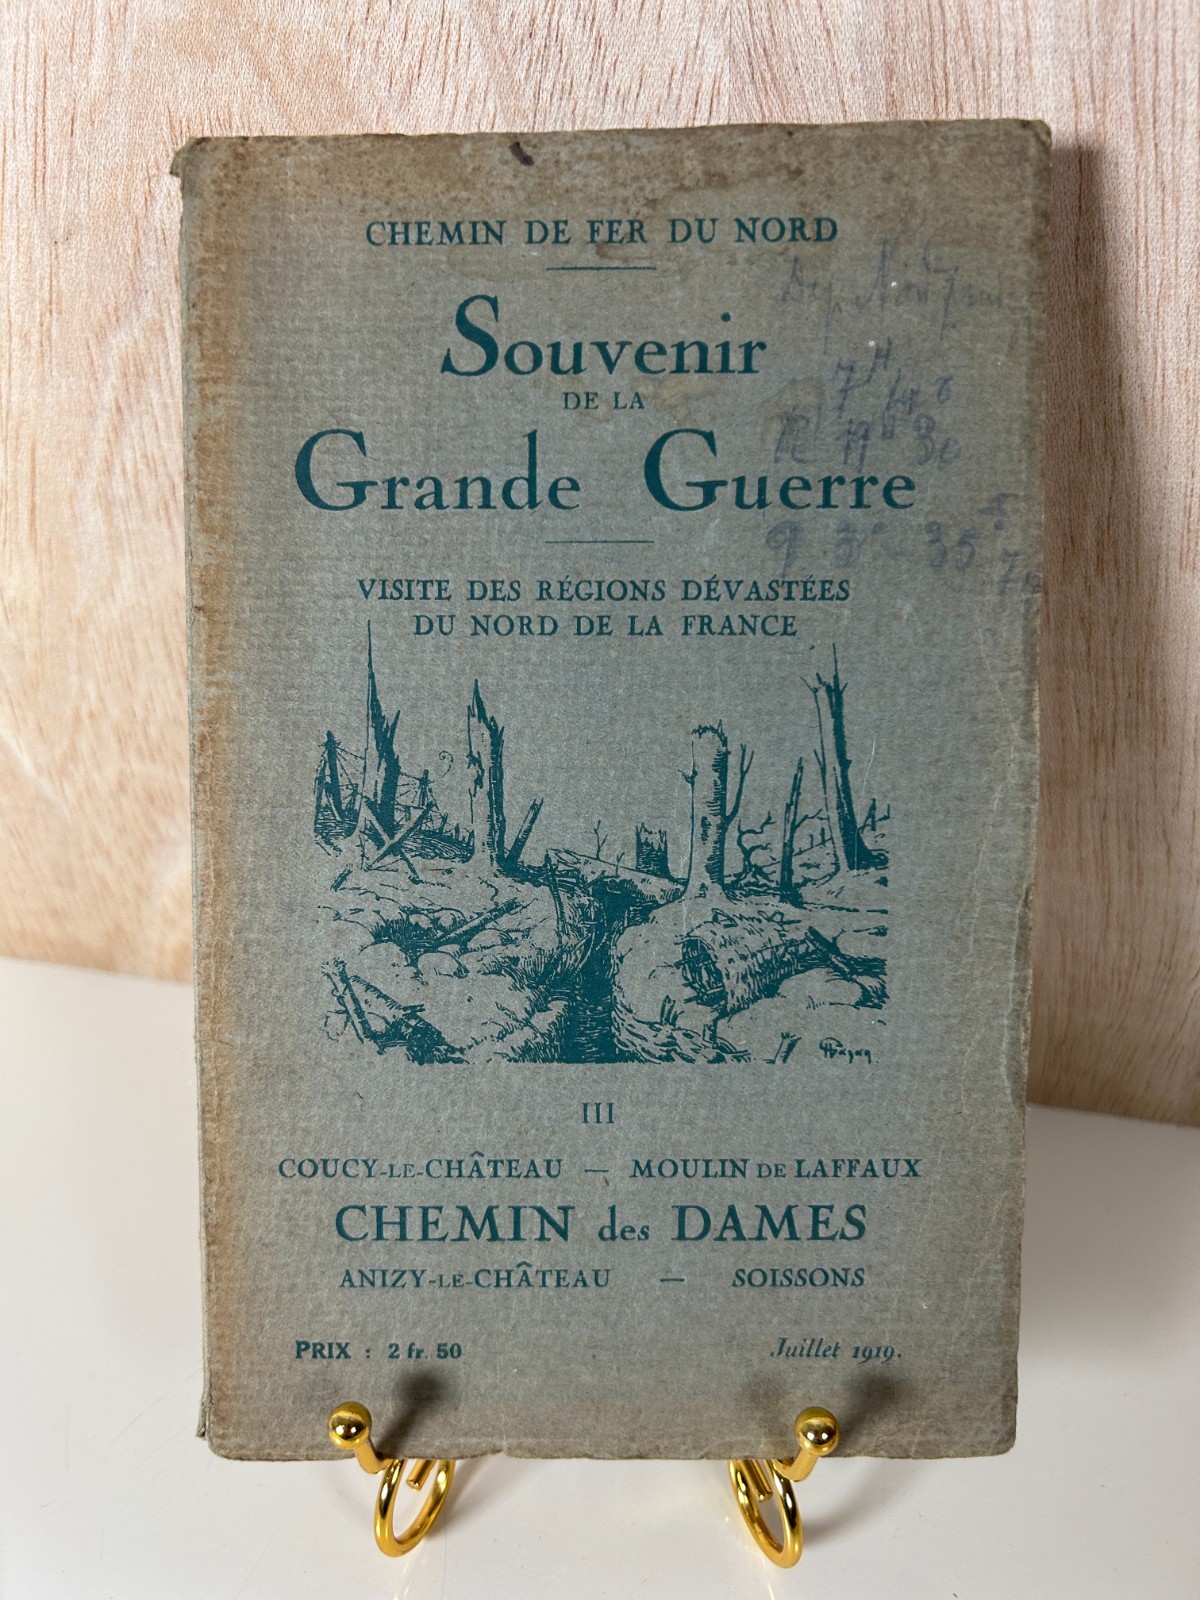 CHEMIN DE FER DU NORD
Souvenir
DE LA
Grande Guerre
VISITE DES RÉGIONS DÉVASTÉES
DU NORD DE LA FRANCE
III
COUCY-LE-CHÂTEAU — MOULIN DE LAFFAUX
CHEMIN des DAMES
ANIZY-LE-CHÂTEAU — SOISSONS
PRIX : 2 fr. 50
Juillet 1919.